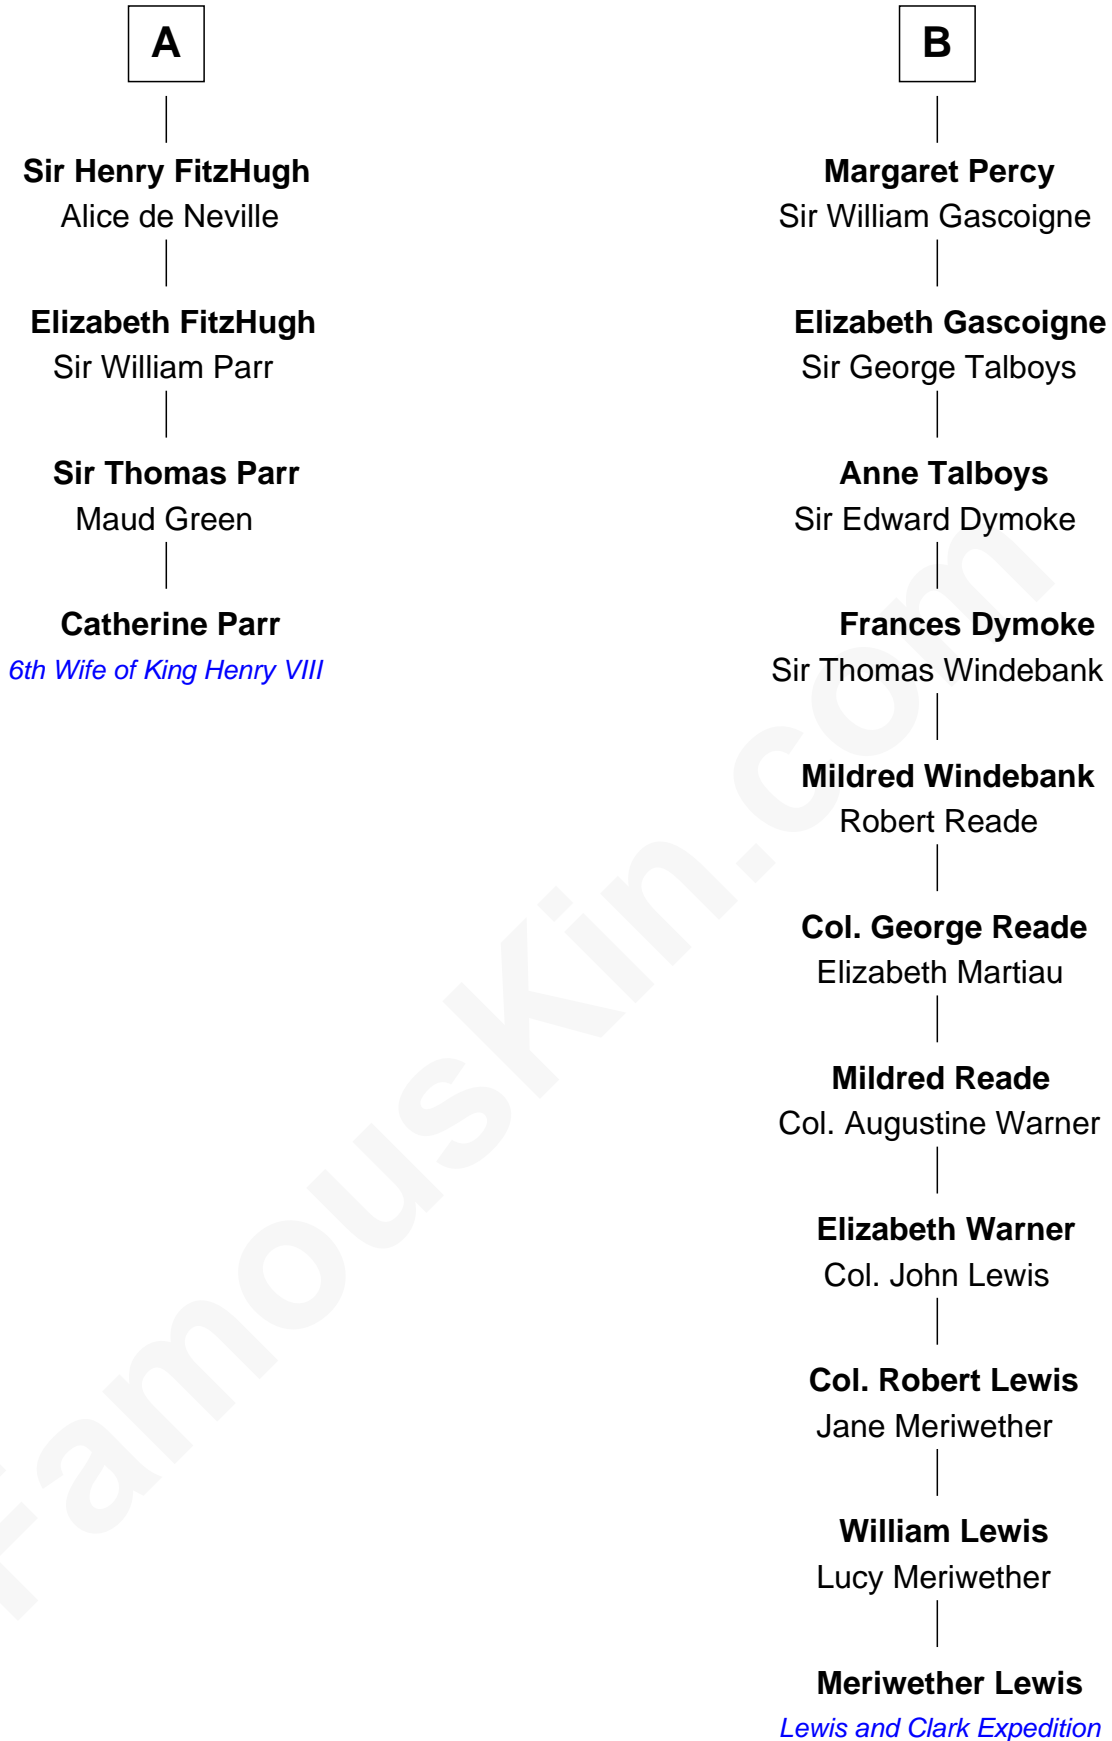 A
Sir Henry FitzHugh
Alice de Neville
Elizabeth FitzHugh
Sir William Parr
Sir Thomas Parr
Maud Green
Catherine Parr
6th Wife of King Henry VIII
B
Margaret Percy
Sir William Gascoigne
Elizabeth Gascoigne
Sir George Talboys
Anne Talboys
Sir Edward Dymoke
Frances Dymoke
Sir Thomas Windebank
Mildred Windebank
Robert Reade
Col. George Reade
Elizabeth Martiau
Mildred Reade
Col. Augustine Warner
Elizabeth Warner
Col. John Lewis
Col. Robert Lewis
Jane Meriwether
William Lewis
Lucy Meriwether
Meriwether Lewis
Lewis and Clark Expedition
FamousKin.com